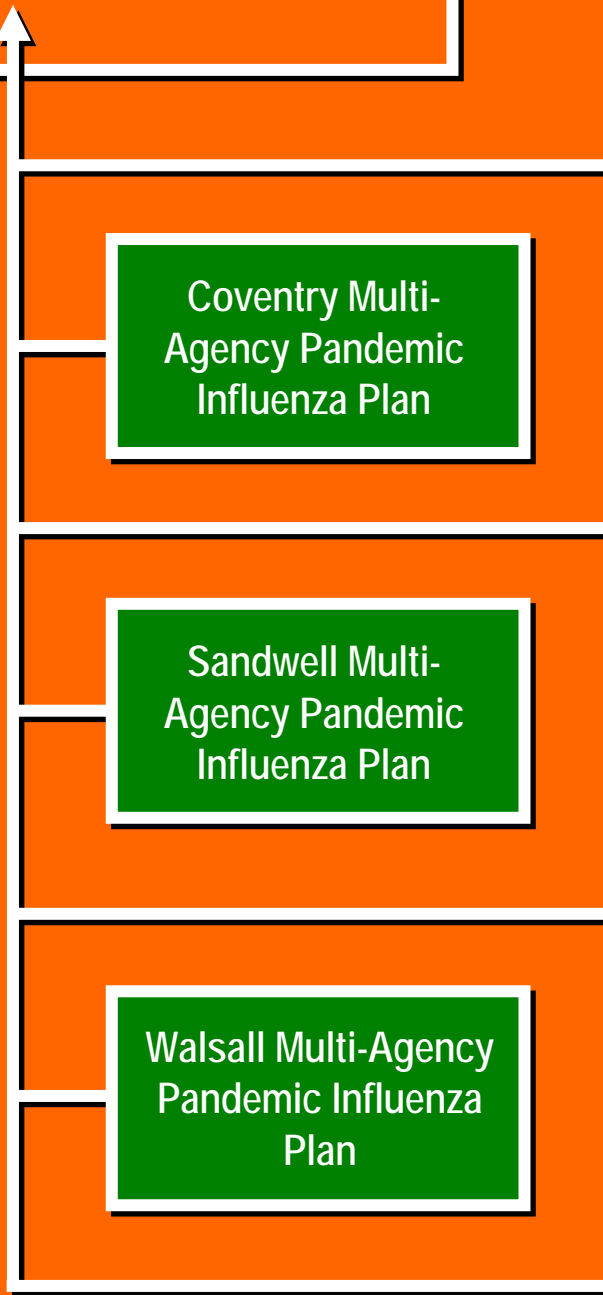 Coventry Multi-
Agency Pandemic
Influenza Plan
Sandwell Multi-
Agency Pandemic
Influenza Plan
Walsall Multi-Agency
Pandemic Influenza
Plan